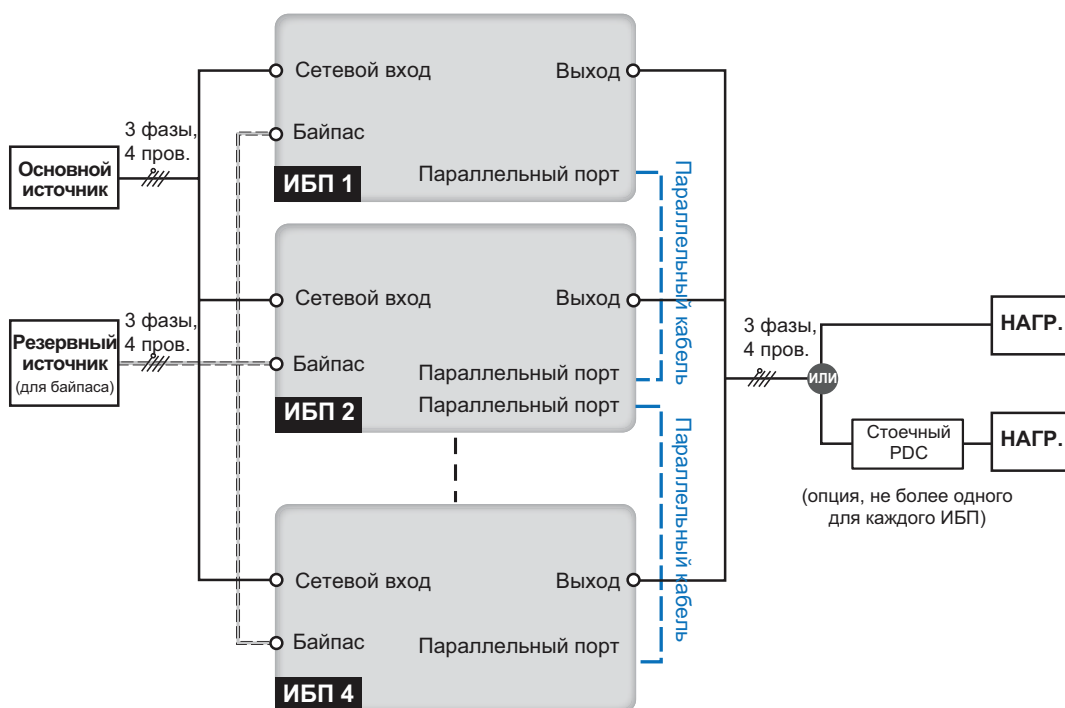 Основной
источник
3 фазы,
4 пров.
Резервный
источник
(для байпаса)
3 фазы,
4 пров.
Сетевой вход
Выход
Байпас
Параллельный порт
ИБП 1
Параллельный кабель
Сетевой вход
Выход
Байпас
Параллельный порт
Параллельный порт
ИБП 2
Параллельный кабель
Сетевой вход
Выход
Байпас
Параллельный порт
ИБП 4
3 фазы,
4 пров.
ИЛИ
НАГР.
Стоечный
PDC
НАГР.
(опция, не более одного
для каждого ИБП)